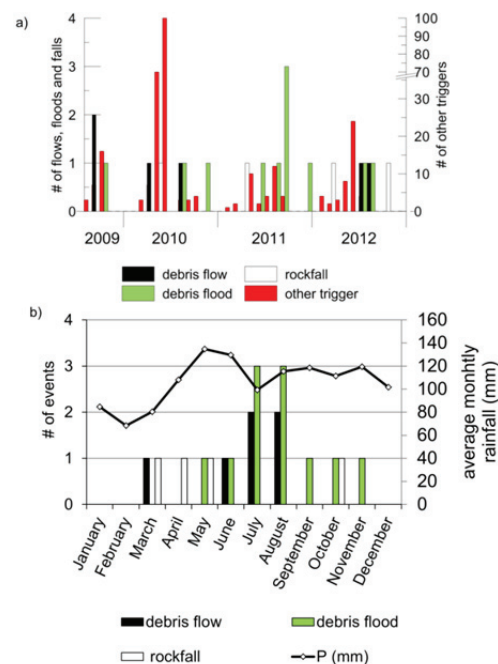 a)
# of flows, floods and falls
4
3
2
1
0
# of other triggers
100
90
80
70
30
20
10
0
2009 2010 2011 2012
debris flow rockfall
debris flood other trigger
b)
# of events
4
3
2
1
0
average monhtly
rainfall (mm)
160
140
120
100
80
60
40
20
0
January
February
March
April
May
June
July
August
September
October
November
December
debris flow debris flood
rockfall P (mm)